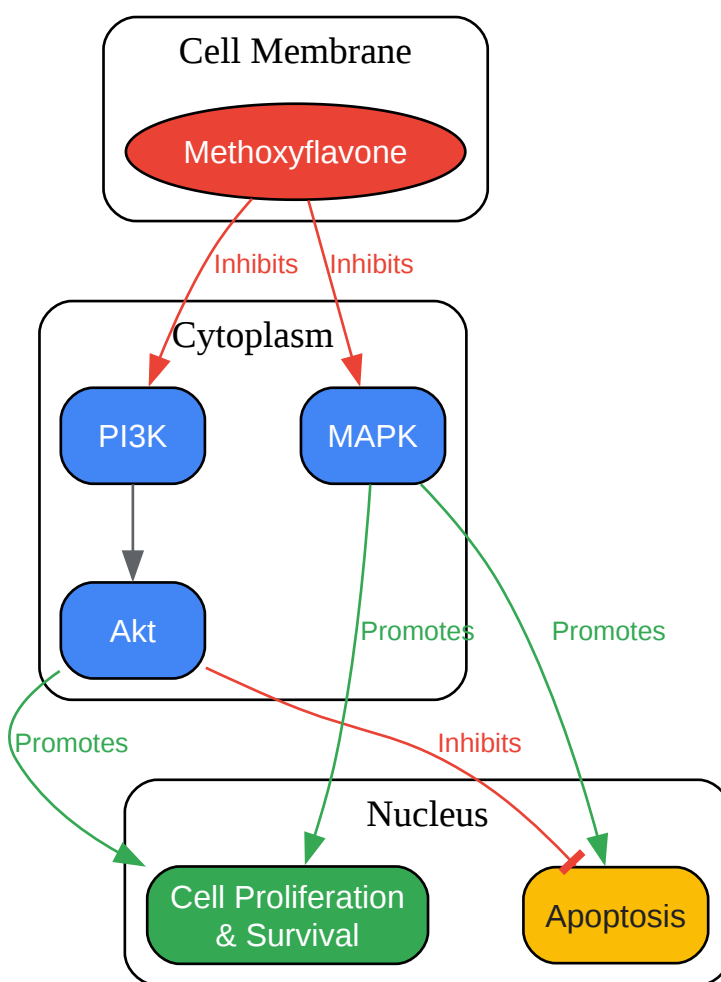 Cell Membrane
Methoxyflavone
Inhibits
Inhibits
Cytoplasm
PI3K
MAPK
Akt
Promotes
Promotes
Promotes
Inhibits
Nucleus
Cell Proliferation
& Survival
Apoptosis